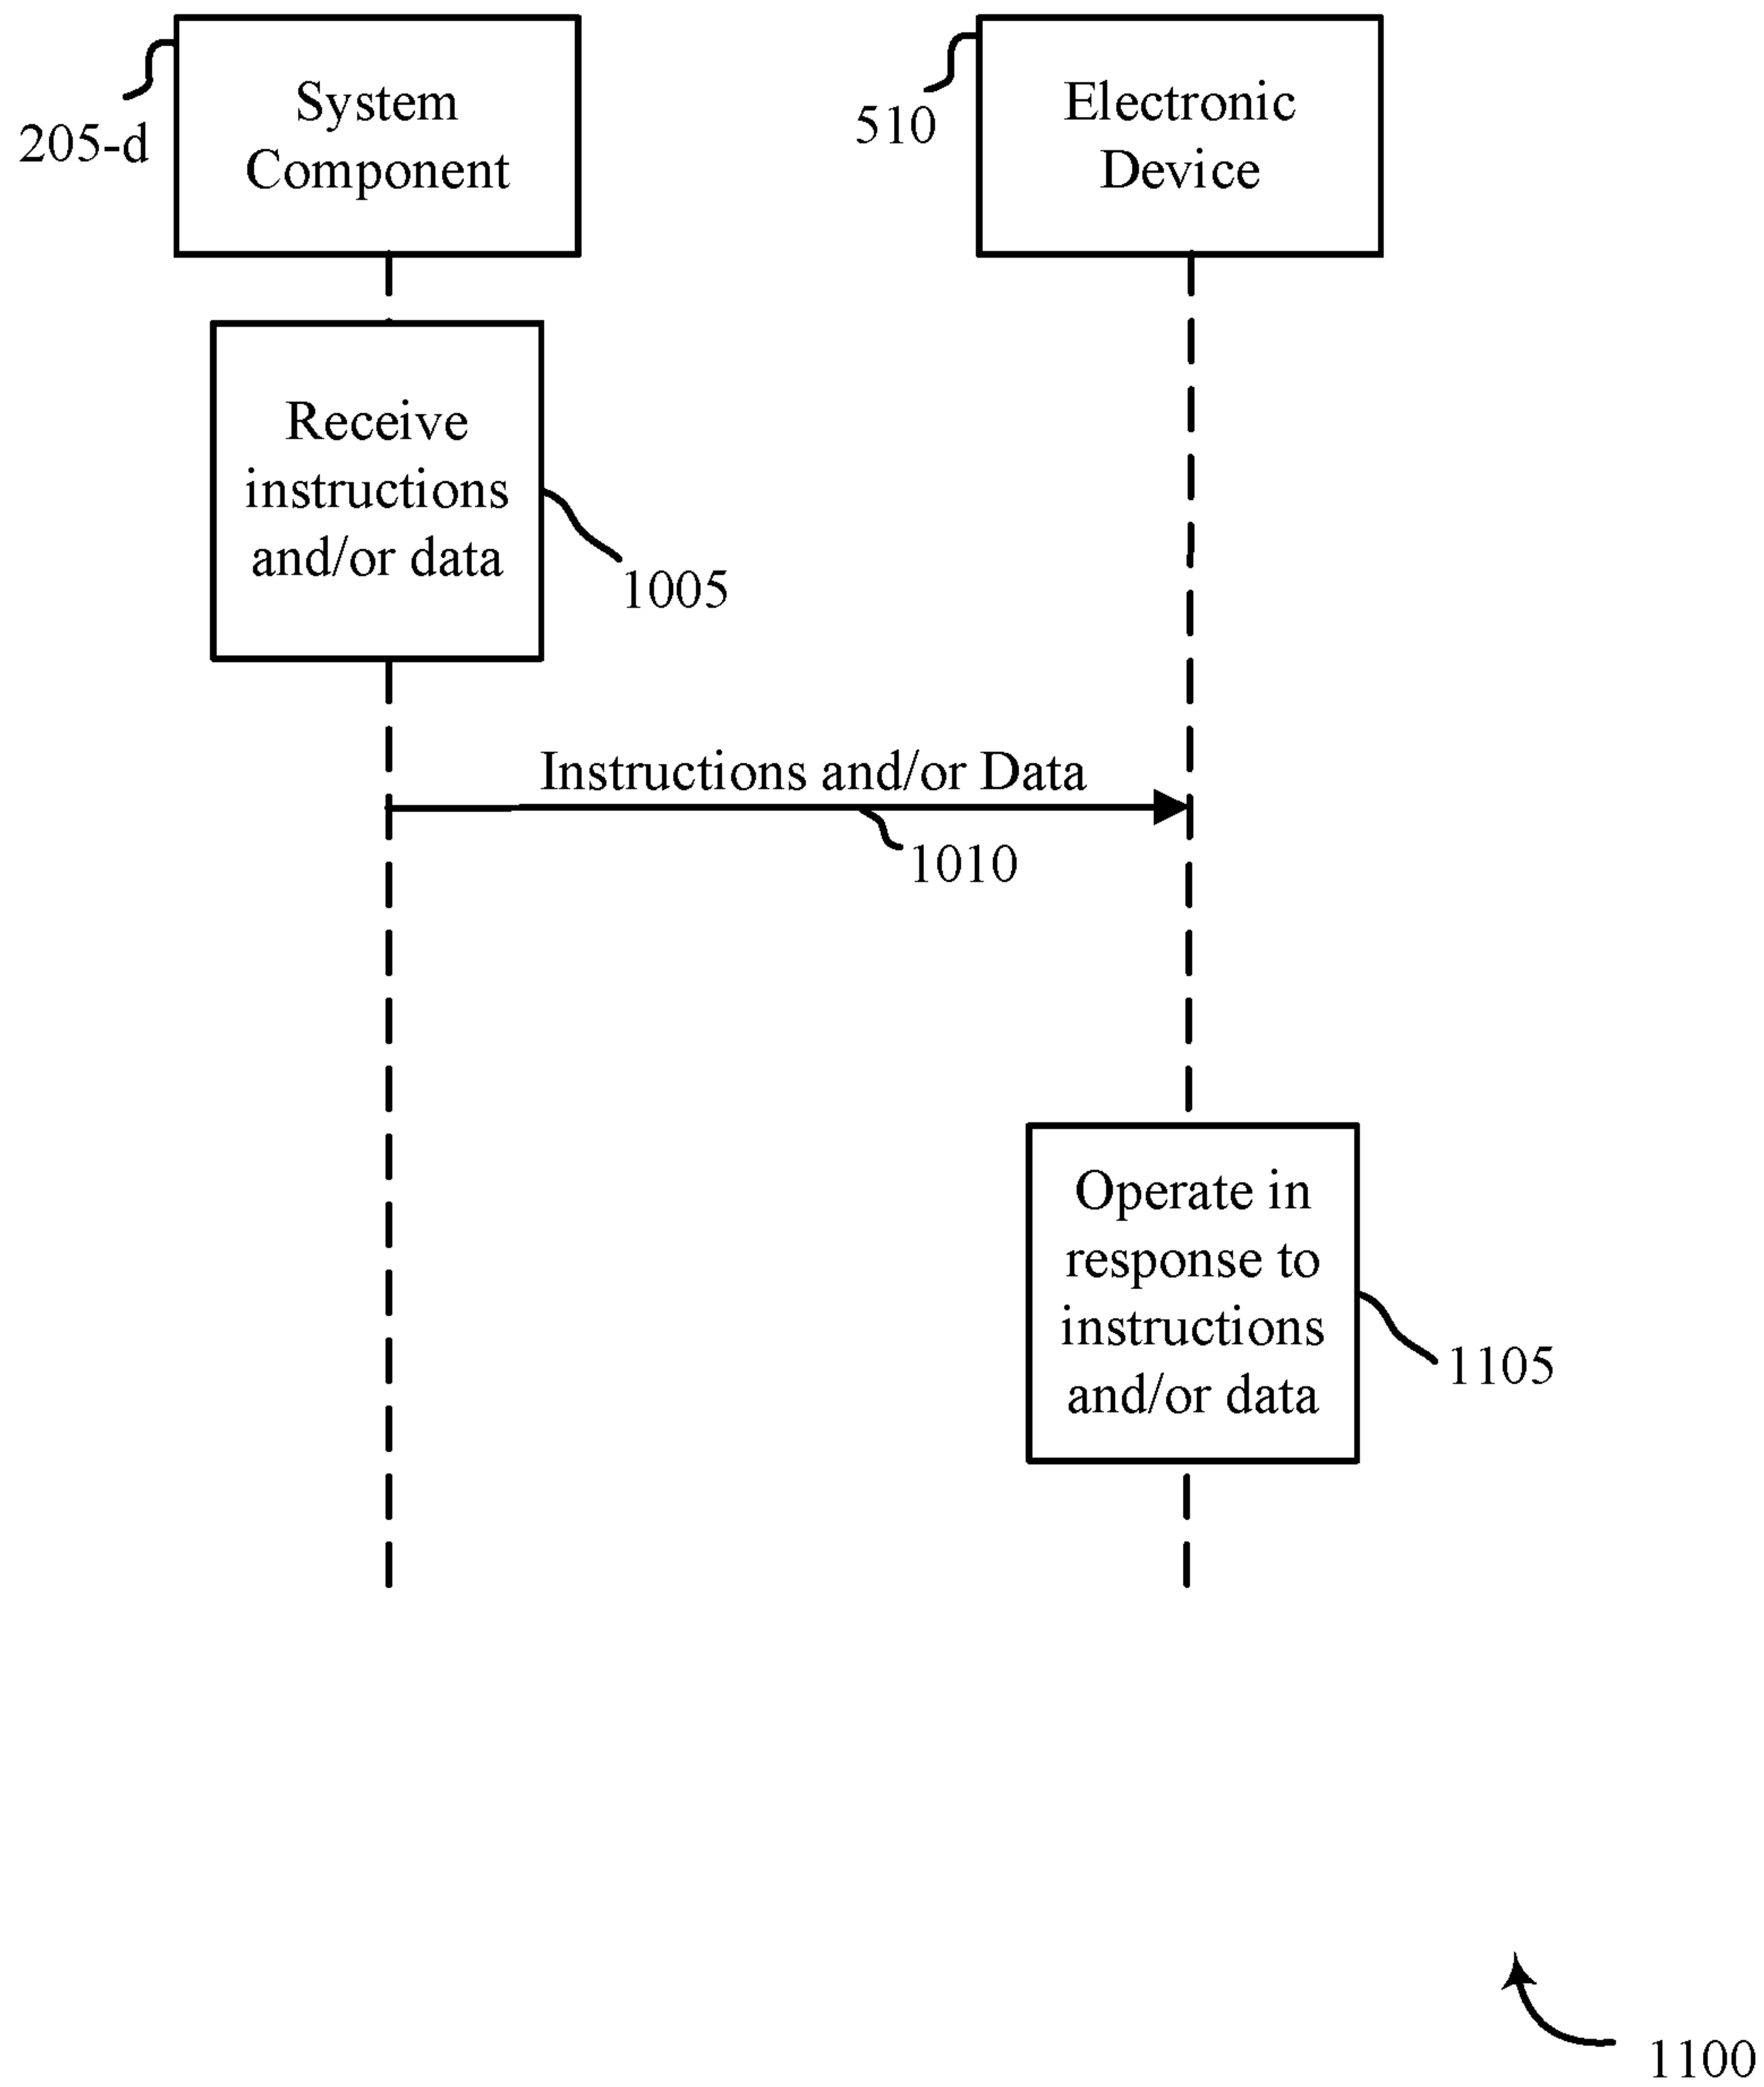 System
Component
205-d
Electronic
Device
510
Receive
instructions
and/or data
1005
Instructions and/or Data
1010
Operate in
response to
instructions
and/or data
1105
1100